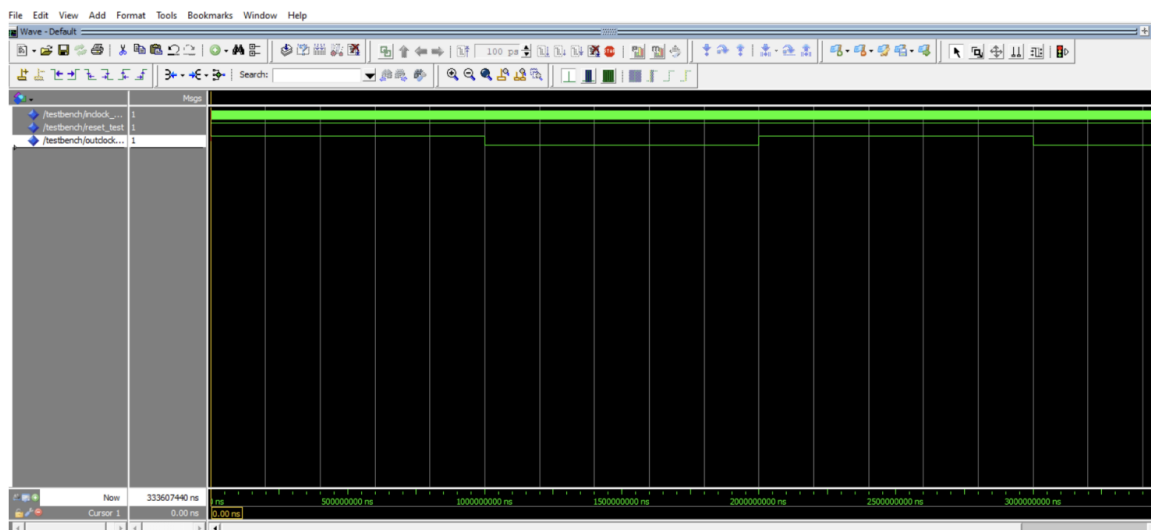 File Edit View Add Format Tools Bookmarks Window Help
Wave - Default
100 ps
Search:
Msgs
/testbench/inclock_... 1
/testbench/reset_test 1
/testbench/outclock... 1
Now 333607440 ns
ns 500000000 ns 1000000000 ns 1500000000 ns 2000000000 ns 2500000000 ns 3000000000 ns
Cursor 1 0.00 ns 0.00 ns